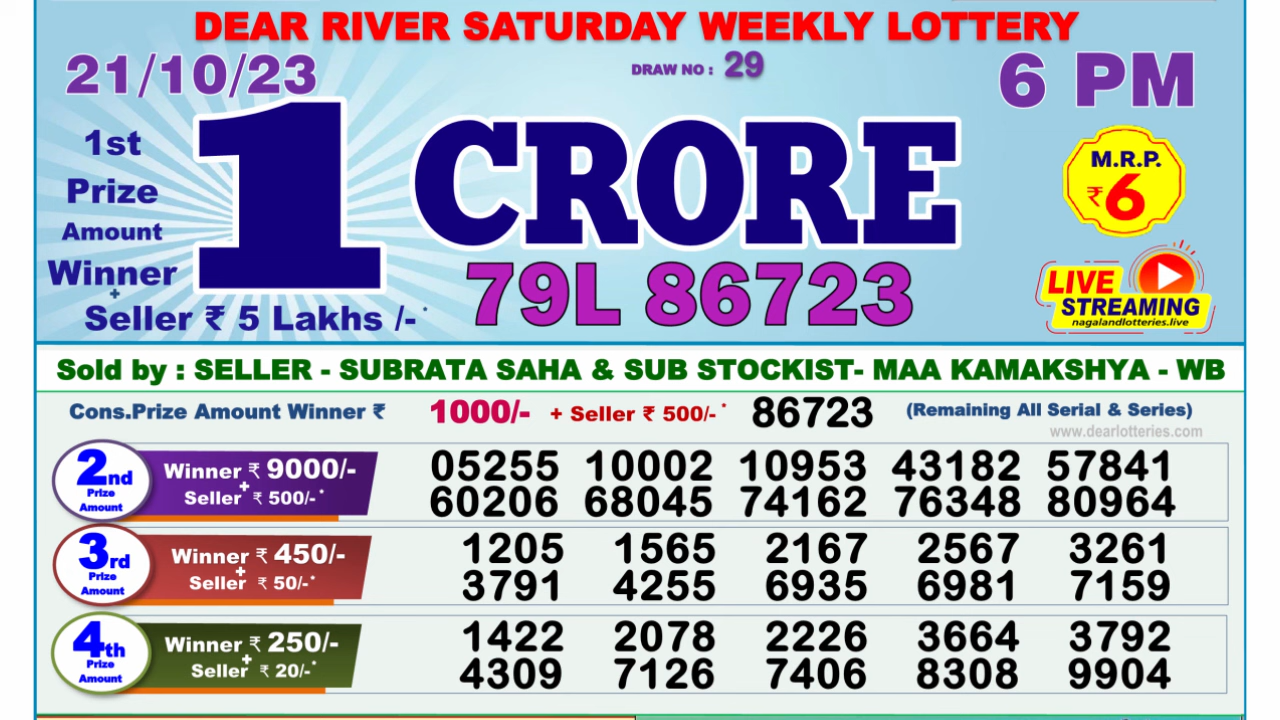 DEAR RIVER SATURDAY WEEKLY LOTTERY
21/10/23
DRAW NO : 29
6 PM
1st
Prize
Amount
Winner
+
Seller ₹ 5 Lakhs /-*
1 CRORE
79L 86723
M.R.P.
₹6
LIVE
STREAMING
nagalandlotteries.live
Sold by : SELLER - SUBRATA SAHA & SUB STOCKIST- MAA KAMAKSHYA - WB
Cons.Prize Amount Winner ₹ 1000/- + Seller ₹ 500/-* 86723 (Remaining All Serial & Series)
www.dearlotteries.com
2nd
Prize
Amount
Winner ₹ 9000/-
+
Seller ₹ 500/-*
05255 10002 10953 43182 57841
60206 68045 74162 76348 80964
3rd
Prize
Amount
Winner ₹ 450/-
+
Seller ₹ 50/-*
1205 1565 2167 2567 3261
3791 4255 6935 6981 7159
4th
Prize
Amount
Winner ₹ 250/-
+
Seller ₹ 20/-*
1422 2078 2226 3664 3792
4309 7126 7406 8308 9904